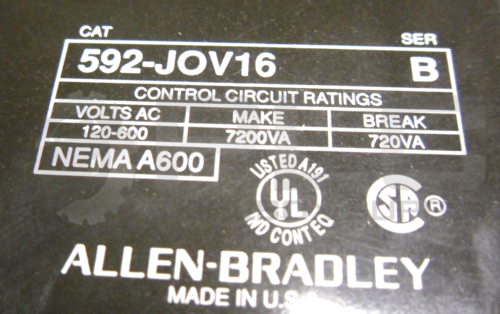 CAT SER
592-JOV16 B
CONTROL CIRCUIT RATINGS
VOLTS AC MAKE BREAK
120-600 7200VA 720VA
NEMA A600
LISTED A191
UL
IND CONT EQ
SA ®
ALLEN-BRADLEY
MADE IN U.S.